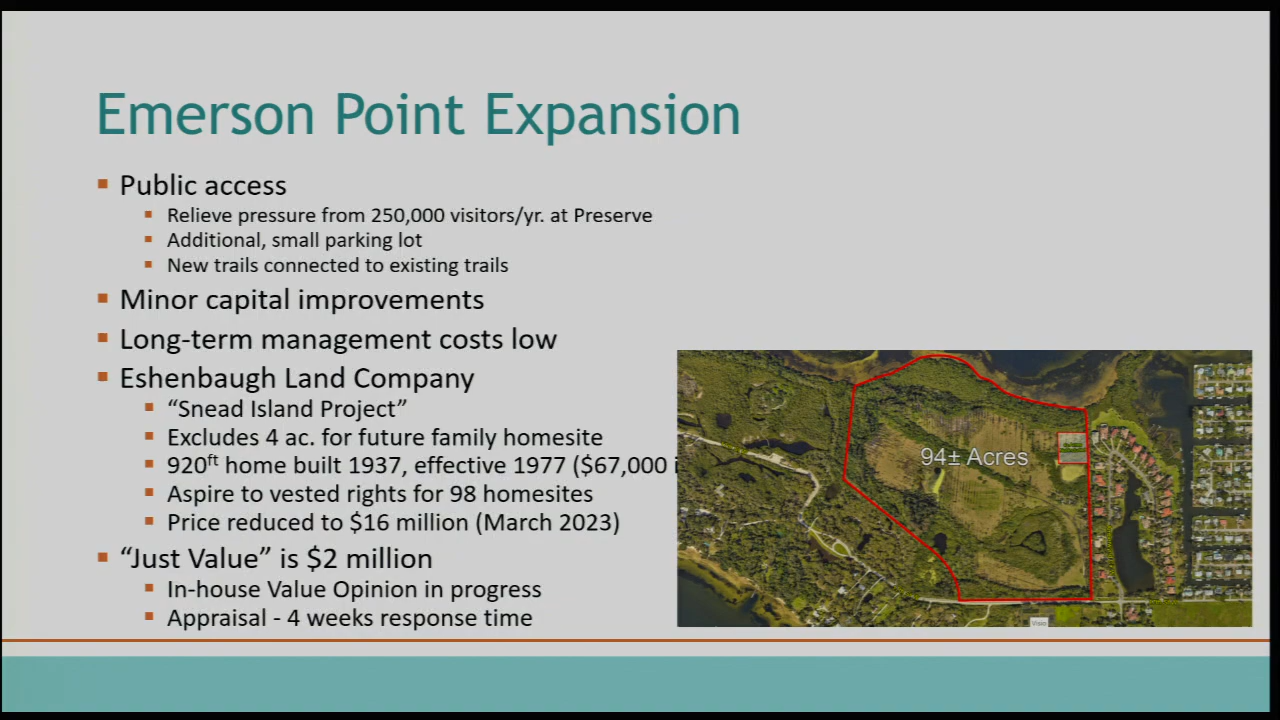 Emerson Point Expansion
Public access
Relieve pressure from 250,000 visitors/yr. at Preserve
Additional, small parking lot
New trails connected to existing trails
Minor capital improvements
Long-term management costs low
Eshenbaugh Land Company
“Snead Island Project”
Excludes 4 ac. for future family homesite
920ft home built 1937, effective 1977 ($67,000
Aspire to vested rights for 98 homesites
Price reduced to $16 million (March 2023)
“Just Value” is $2 million
In-house Value Opinion in progress
Appraisal - 4 weeks response time
94± Acres